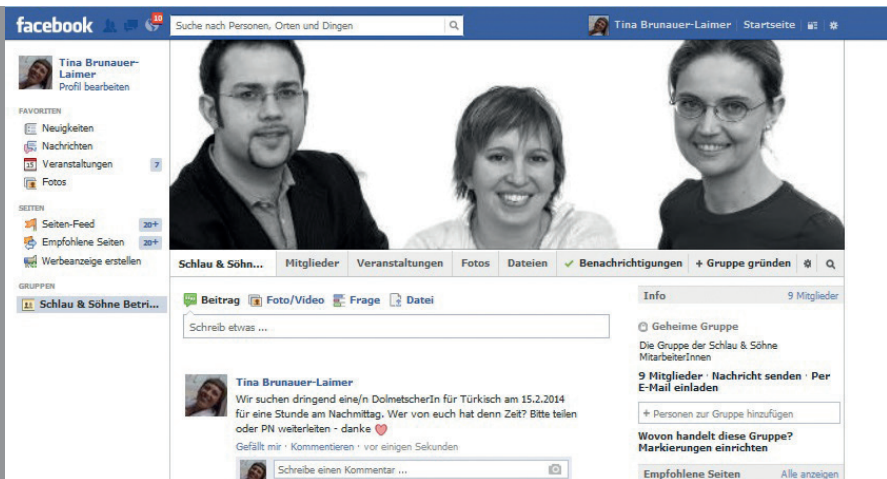 facebook
10
Suche nach Personen, Orten und Dingen
Tina Brunauer-Laimer
Startseite
Tina Brunauer-
Laimer
Profil bearbeiten
FAVORITEN
Neuigkeiten
Nachrichten
15 Veranstaltungen 7
Fotos
SEITEN
Seiten-Feed 20+
Empfohlene Seiten 20+
Werbeanzeige erstellen
GRUPPEN
Schlau & Söhne Betri...
Schlau & Söhn... Mitglieder Veranstaltungen Fotos Dateien ✓ Benachrichtigungen + Gruppe gründen
Beitrag Foto/Video Frage Datei
Schreib etwas ...
Tina Brunauer-Laimer
Wir suchen dringend eine/n DolmetscherIn für Türkisch am 15.2.2014
für eine Stunde am Nachmittag. Wer von euch hat denn Zeit? Bitte teilen
oder PN weiterleiten - danke ❤
Gefällt mir · Kommentieren · vor einigen Sekunden
Schreibe einen Kommentar ...
Info 9 Mitglieder
Geheime Gruppe
Die Gruppe der Schlau & Söhne
MitarbeiterInnen
9 Mitglieder · Nachricht senden · Per
E-Mail einladen
+ Personen zur Gruppe hinzufügen
Wovon handelt diese Gruppe?
Markierungen einrichten
Empfohlene Seiten Alle anzeigen